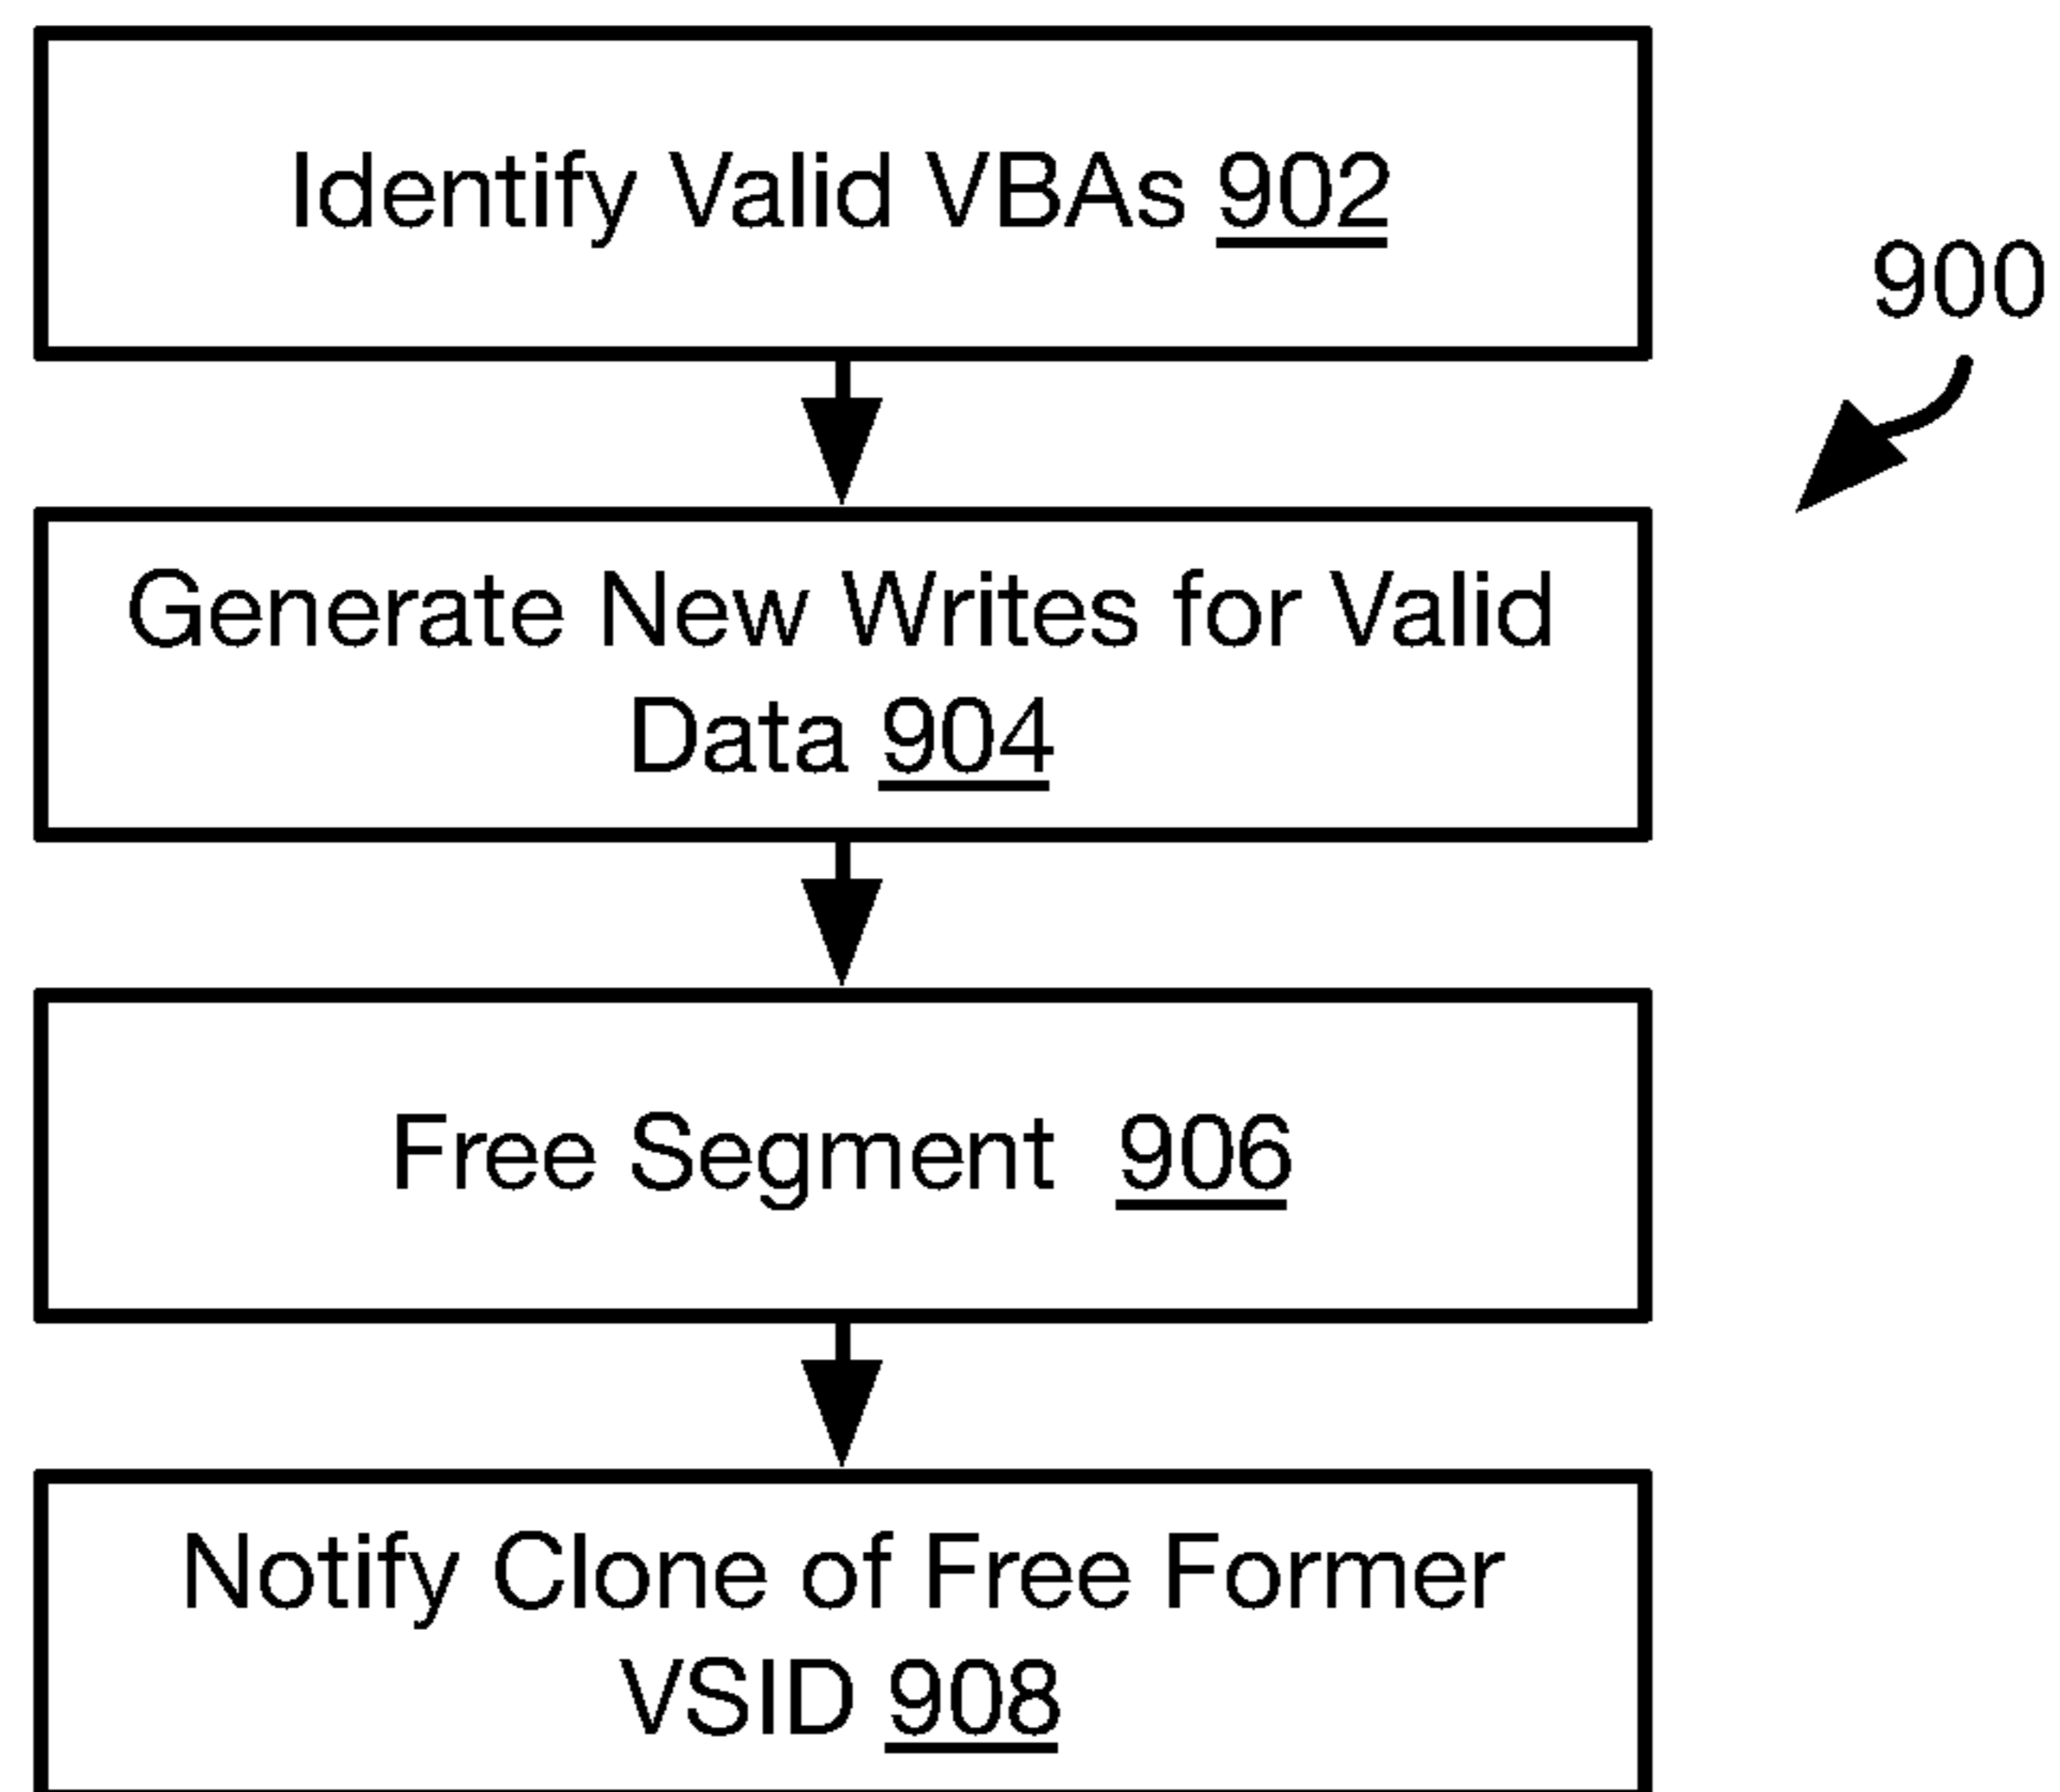 Identify Valid VBAs 902
900
Generate New Writes for Valid
Data 904
Free Segment 906
Notify Clone of Free Former
VSID 908